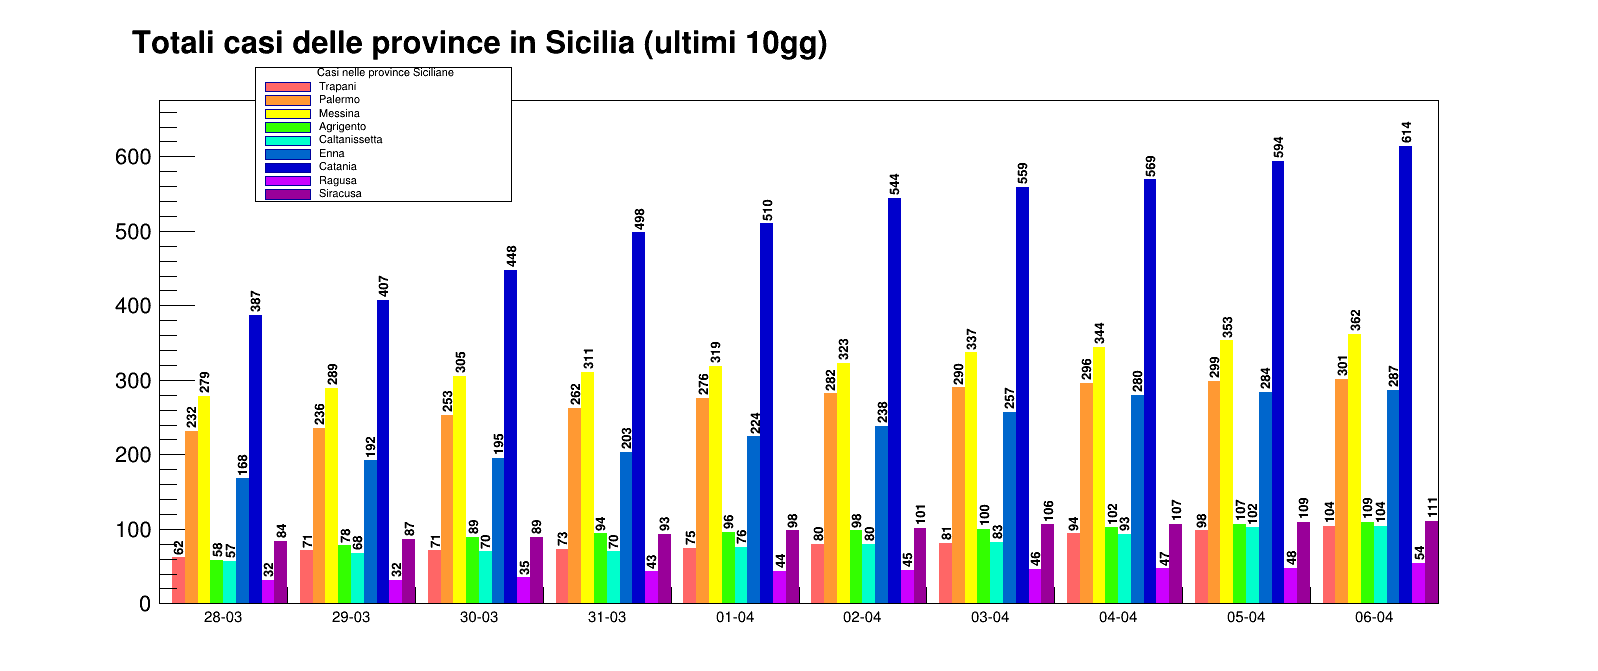 Totali casi delle province in Sicilia (ultimi 10gg)
Casi nelle province Siciliane
Trapani
Palermo
Messina
Agrigento
Caltanissetta
Enna
Catania
Ragusa
Siracusa
600
500
400
300
200
100
0
62 232 279 58 57 168 387 32 84
71 236 289 78 68 192 407 32 87
71 253 305 89 70 195 448 35 89
73 262 311 94 70 203 498 43 93
75 276 319 96 76 224 510 44 98
80 282 323 98 80 238 544 45 101
81 290 337 100 83 257 559 46 106
94 296 344 102 93 280 569 47 107
98 299 353 107 102 284 594 48 109
104 301 362 109 104 287 614 54 111
28-03 29-03 30-03 31-03 01-04 02-04 03-04 04-04 05-04 06-04